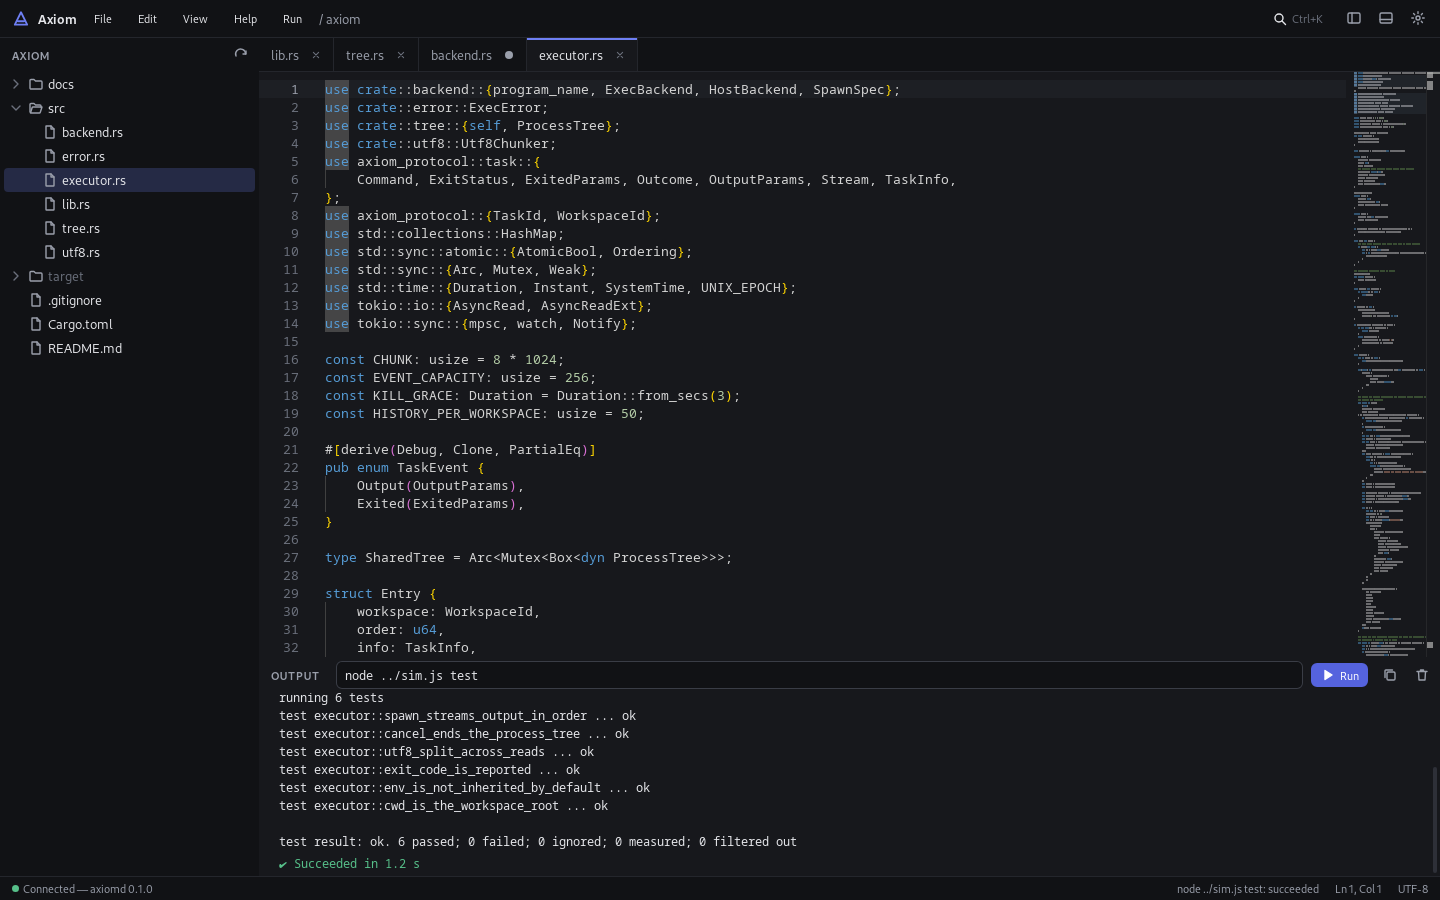 Axiom File Edit View Help Run / axiom Ctrl+K
AXIOM
docs
src
backend.rs
error.rs
executor.rs
lib.rs
tree.rs
utf8.rs
target
.gitignore
Cargo.toml
README.md
lib.rs tree.rs backend.rs executor.rs
1 use crate::backend::{program_name, ExecBackend, HostBackend, SpawnSpec};
2 use crate::error::ExecError;
3 use crate::tree::{self, ProcessTree};
4 use crate::utf8::Utf8Chunker;
5 use axiom_protocol::task::{
6 Command, ExitStatus, ExitedParams, Outcome, OutputParams, Stream, TaskInfo,
7 };
8 use axiom_protocol::{TaskId, WorkspaceId};
9 use std::collections::HashMap;
10 use std::sync::atomic::{AtomicBool, Ordering};
11 use std::sync::{Arc, Mutex, Weak};
12 use std::time::{Duration, Instant, SystemTime, UNIX_EPOCH};
13 use tokio::io::{AsyncRead, AsyncReadExt};
14 use tokio::sync::{mpsc, watch, Notify};
15
16 const CHUNK: usize = 8 * 1024;
17 const EVENT_CAPACITY: usize = 256;
18 const KILL_GRACE: Duration = Duration::from_secs(3);
19 const HISTORY_PER_WORKSPACE: usize = 50;
20
21 #[derive(Debug, Clone, PartialEq)]
22 pub enum TaskEvent {
23 Output(OutputParams),
24 Exited(ExitedParams),
25 }
26
27 type SharedTree = Arc<Mutex<Box<dyn ProcessTree>>>;
28
29 struct Entry {
30 workspace: WorkspaceId,
31 order: u64,
32 info: TaskInfo,
OUTPUT node ../sim.js test Run
running 6 tests
test executor::spawn_streams_output_in_order ... ok
test executor::cancel_ends_the_process_tree ... ok
test executor::utf8_split_across_reads ... ok
test executor::exit_code_is_reported ... ok
test executor::env_is_not_inherited_by_default ... ok
test executor::cwd_is_the_workspace_root ... ok
test result: ok. 6 passed; 0 failed; 0 ignored; 0 measured; 0 filtered out
✔ Succeeded in 1.2 s
Connected — axiomd 0.1.0 node ../sim.js test: succeeded Ln 1, Col 1 UTF-8